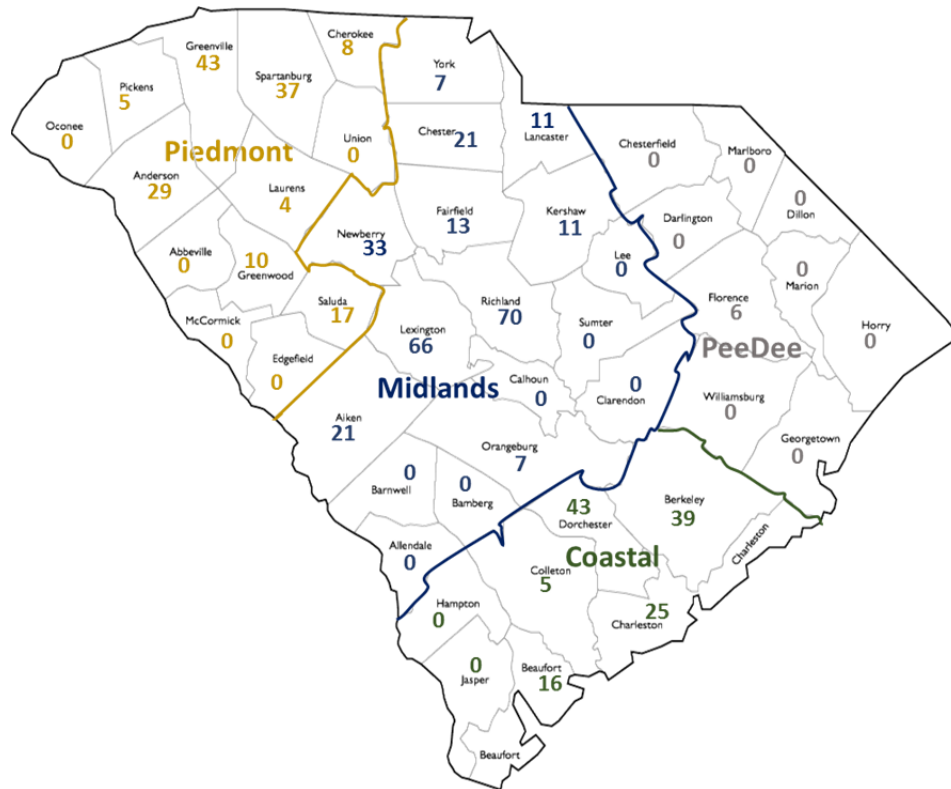 Cherokee
8
Greenville
43
York
7
Spartanburg
37
Pickens
5
Oconee
0
11
Lancaster
Chester 21
Union
0
Chesterfield
0
Marlboro
0
Piedmont
Anderson
29
Laurens
4
0
Dillon
Fairfield
13
Kershaw
11
Darlington
0
Newberry
33
Abbeville
0
10
Greenwood
Lee
0
0
Marion
Saluda
17
Richland
70
Florence
6
McCormick
0
Lexington
66
Sumter
0
Horry
0
PeeDee
Edgefield
0
Midlands
Calhoun
0
0
Clarendon
Williamsburg
0
Aiken
21
Orangeburg
7
Georgetown
0
0
Barnwell
0
Bamberg
43
Dorchester
Berkeley
39
Charleston
Allendale
0
Coastal
Colleton
5
Hampton
0
25
Charleston
0
Jasper
Beaufort
16
Beaufort